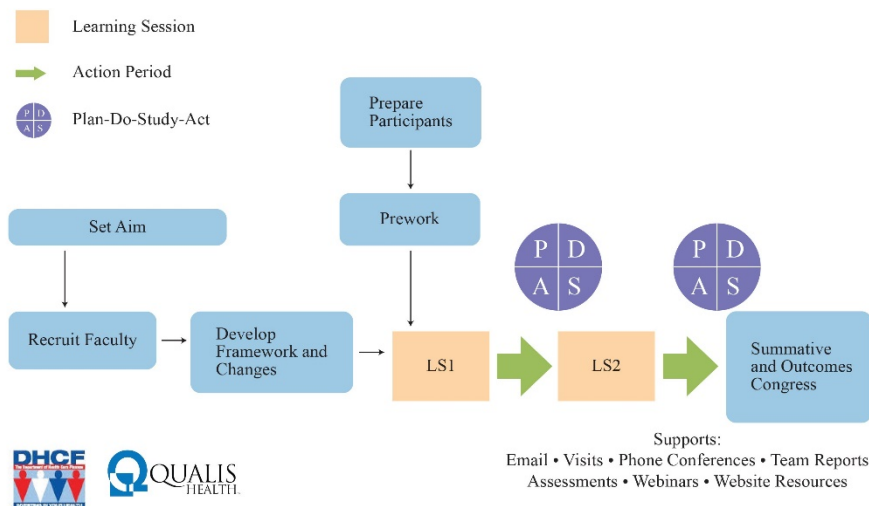 Learning Session
Action Period
P D
A S
Plan-Do-Study-Act
Prepare
Participants
Set Aim
Prework
P D
A S
P D
A S
Recruit Faculty
Develop
Framework and
Changes
LS1
LS2
Summative
and Outcomes
Congress
Supports:
Email • Visits • Phone Conferences • Team Reports
Assessments • Webinars • Website Resources
DHCF
QUALIS
HEALTH